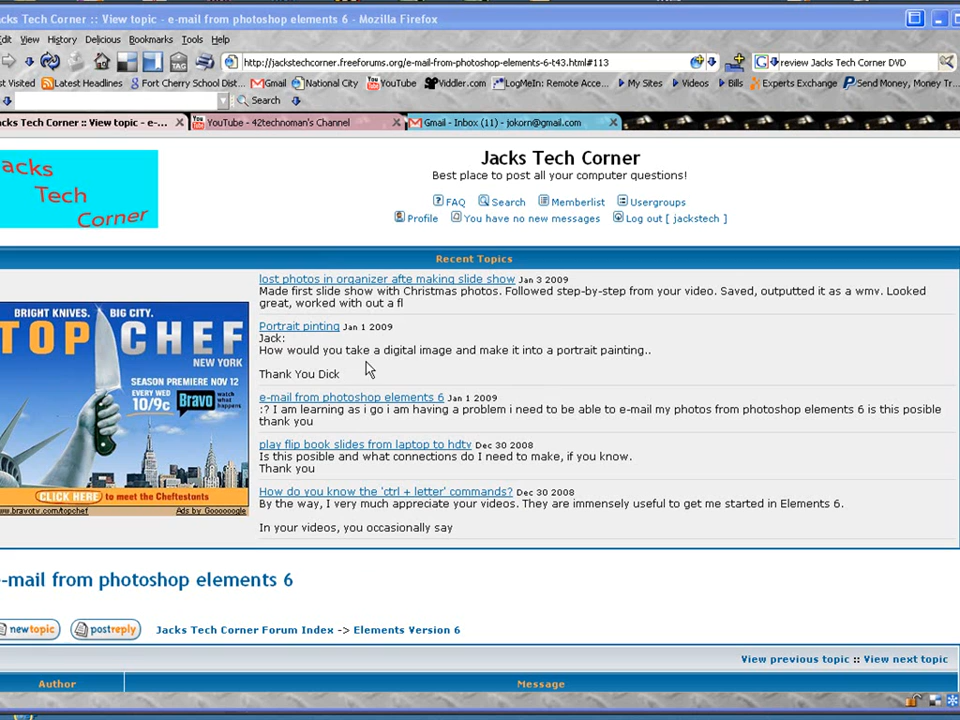 acks Tech Corner :: View topic - e-mail from photoshop elements 6 - Mozilla Firefox
dit View History Delicious Bookmarks Tools Help
http://jackstechcorner.freeforums.org/e-mail-from-photoshop-elements-6-t43.html#113
review Jacks Tech Corner DVD
st Visited Latest Headlines Fort Cherry School Dist... Gmail National City YouTube Viddler.com LogMeIn: Remote Acce... My Sites Videos Bills Experts Exchange Send Money, Money Tr...
Search
acks Tech Corner :: View topic - e-... YouTube - 42technoman's Channel Gmail - Inbox (11) - jokorn@gmail.com
acks
Tech
Corner
Jacks Tech Corner
Best place to post all your computer questions!
FAQ Search Memberlist Usergroups
Profile You have no new messages Log out [ jackstech ]
Recent Topics
lost photos in organizer afte making slide show Jan 3 2009
Made first slide show with Christmas photos. Followed step-by-step from your video. Saved, outputted it as a wmv. Looked
great, worked with out a fl
Portrait pinting Jan 1 2009
Jack:
How would you take a digital image and make it into a portrait painting..
Thank You Dick
e-mail from photoshop elements 6 Jan 1 2009
:? I am learning as i go i am having a problem i need to be able to e-mail my photos from photoshop elements 6 is this posible
thank you
play flip book slides from laptop to hdtv Dec 30 2008
Is this posible and what connections do I need to make, if you know.
Thank you
How do you know the 'ctrl + letter' commands? Dec 30 2008
By the way, I very much appreciate your videos. They are immensely useful to get me started in Elements 6.
In your videos, you occasionally say
BRIGHT KNIVES. BIG CITY.
TOP CHEF
NEW YORK
SEASON PREMIERE NOV 12
EVERY WED 10/9c Bravo watch what happens
CLICK HERE to meet the Cheftestants
www.bravotv.com/topchef Ads by Goooooogle
e-mail from photoshop elements 6
newtopic postreply Jacks Tech Corner Forum Index -> Elements Version 6
View previous topic :: View next topic
Author Message